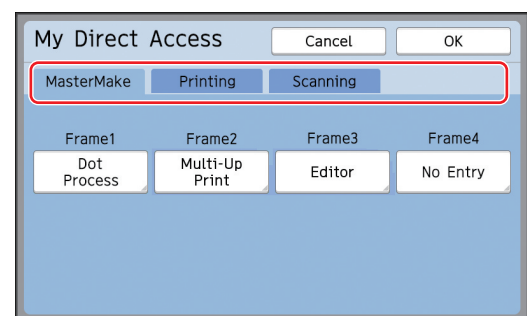 My Direct Access Cancel OK
MasterMake Printing Scanning
Frame1 Frame2 Frame3 Frame4
Dot Process Multi-Up Print Editor No Entry